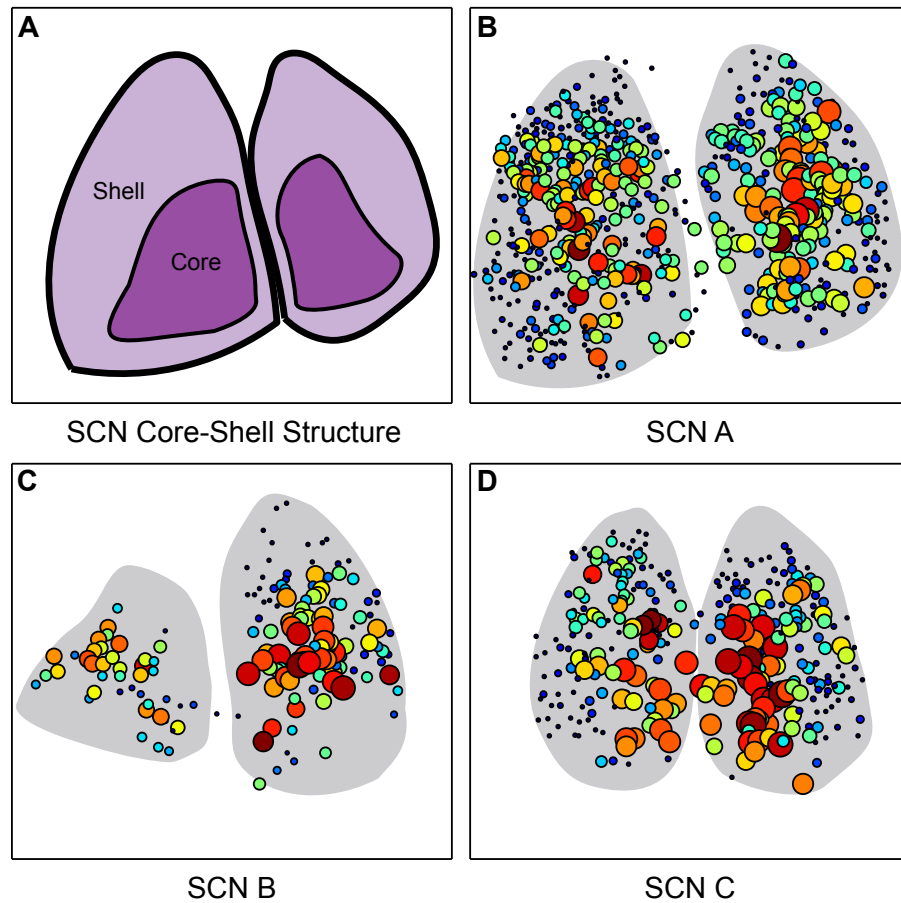 A
Shell
Core
SCN Core-Shell Structure
B
SCN A
C
SCN B
D
SCN C